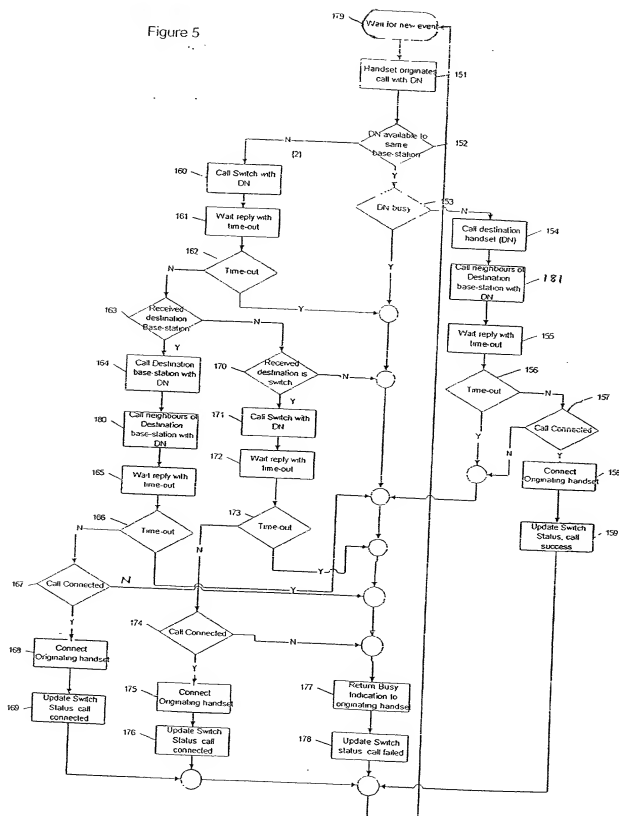 Figure 5
179
Wait for new event
Handset originates
call with DN
151
DN available to
same
base-station
152
N
[2]
Y
160
Call Switch with
DN
153
DN busy
N
Call destination
handset (DN)
154
161
Wait reply with
time-out
Call neighbours of
Destination
base-station with
DN
181
162
Time-out
N
Y
Y
163
Received
destination
Base-station
N
Wait reply with
time-out
155
Y
164
Call Destination
base-station with
DN
170
Received
destination is
switch
N
156
Time-out
N
157
Call Connected
Y
171
Call Switch with
DN
Y
N
Y
180
Call neighbours of
Destination
base-station with
DN
172
Wait reply with
time-out
Connect
Originating handset
158
165
Wait reply with
time-out
166
Time-out
N
173
Time-out
Update Switch
Status, call
success
159
167
Call Connected
N
N
Y
Y
174
Call Connected
N
Y
Y
168
Connect
Originating handset
175
Connect
Originating handset
177
Return Busy
Indication to
originating handset
169
Update Switch
Status call
connected
176
Update Switch
Status call
connected
178
Update Switch
status call failed